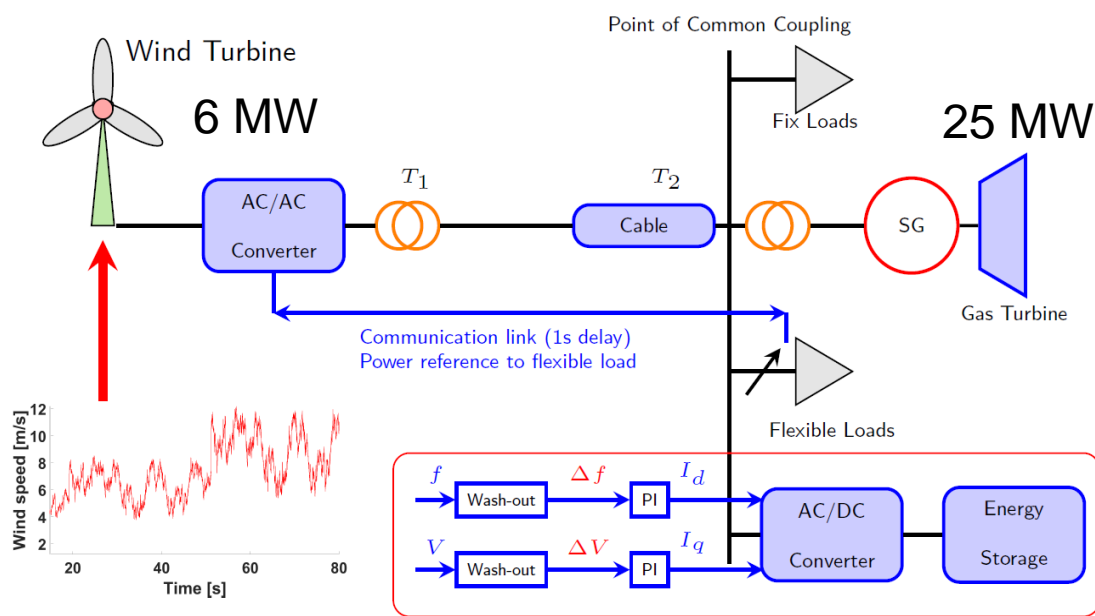 Point of Common Coupling
Wind Turbine
6 MW
Fix Loads
25 MW
AC/AC
Converter
T1
Cable
T2
SG
Gas Turbine
Communication link (1s delay)
Power reference to flexible load
Flexible Loads
Wind speed [m/s]
12
10
8
6
4
2
20
40
60
80
Time [s]
f
Wash-out
Δf
PI
Id
V
Wash-out
ΔV
PI
Iq
AC/DC
Converter
Energy
Storage